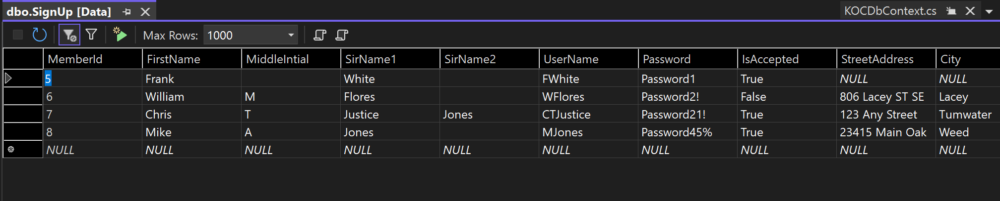 dbo.SignUp [Data] KOCDbContext.cs
Max Rows: 1000
MemberId FirstName MiddleIntial SirName1 SirName2 UserName Password IsAccepted StreetAddress City
5 Frank White FWhite Password1 True NULL NULL
6 William M Flores WFlores Password2! False 806 Lacey ST SE Lacey
7 Chris T Justice Jones CTJustice Password21! True 123 Any Street Tumwater
8 Mike A Jones MJones Password45% True 23415 Main Oak Weed
NULL NULL NULL NULL NULL NULL NULL NULL NULL NULL